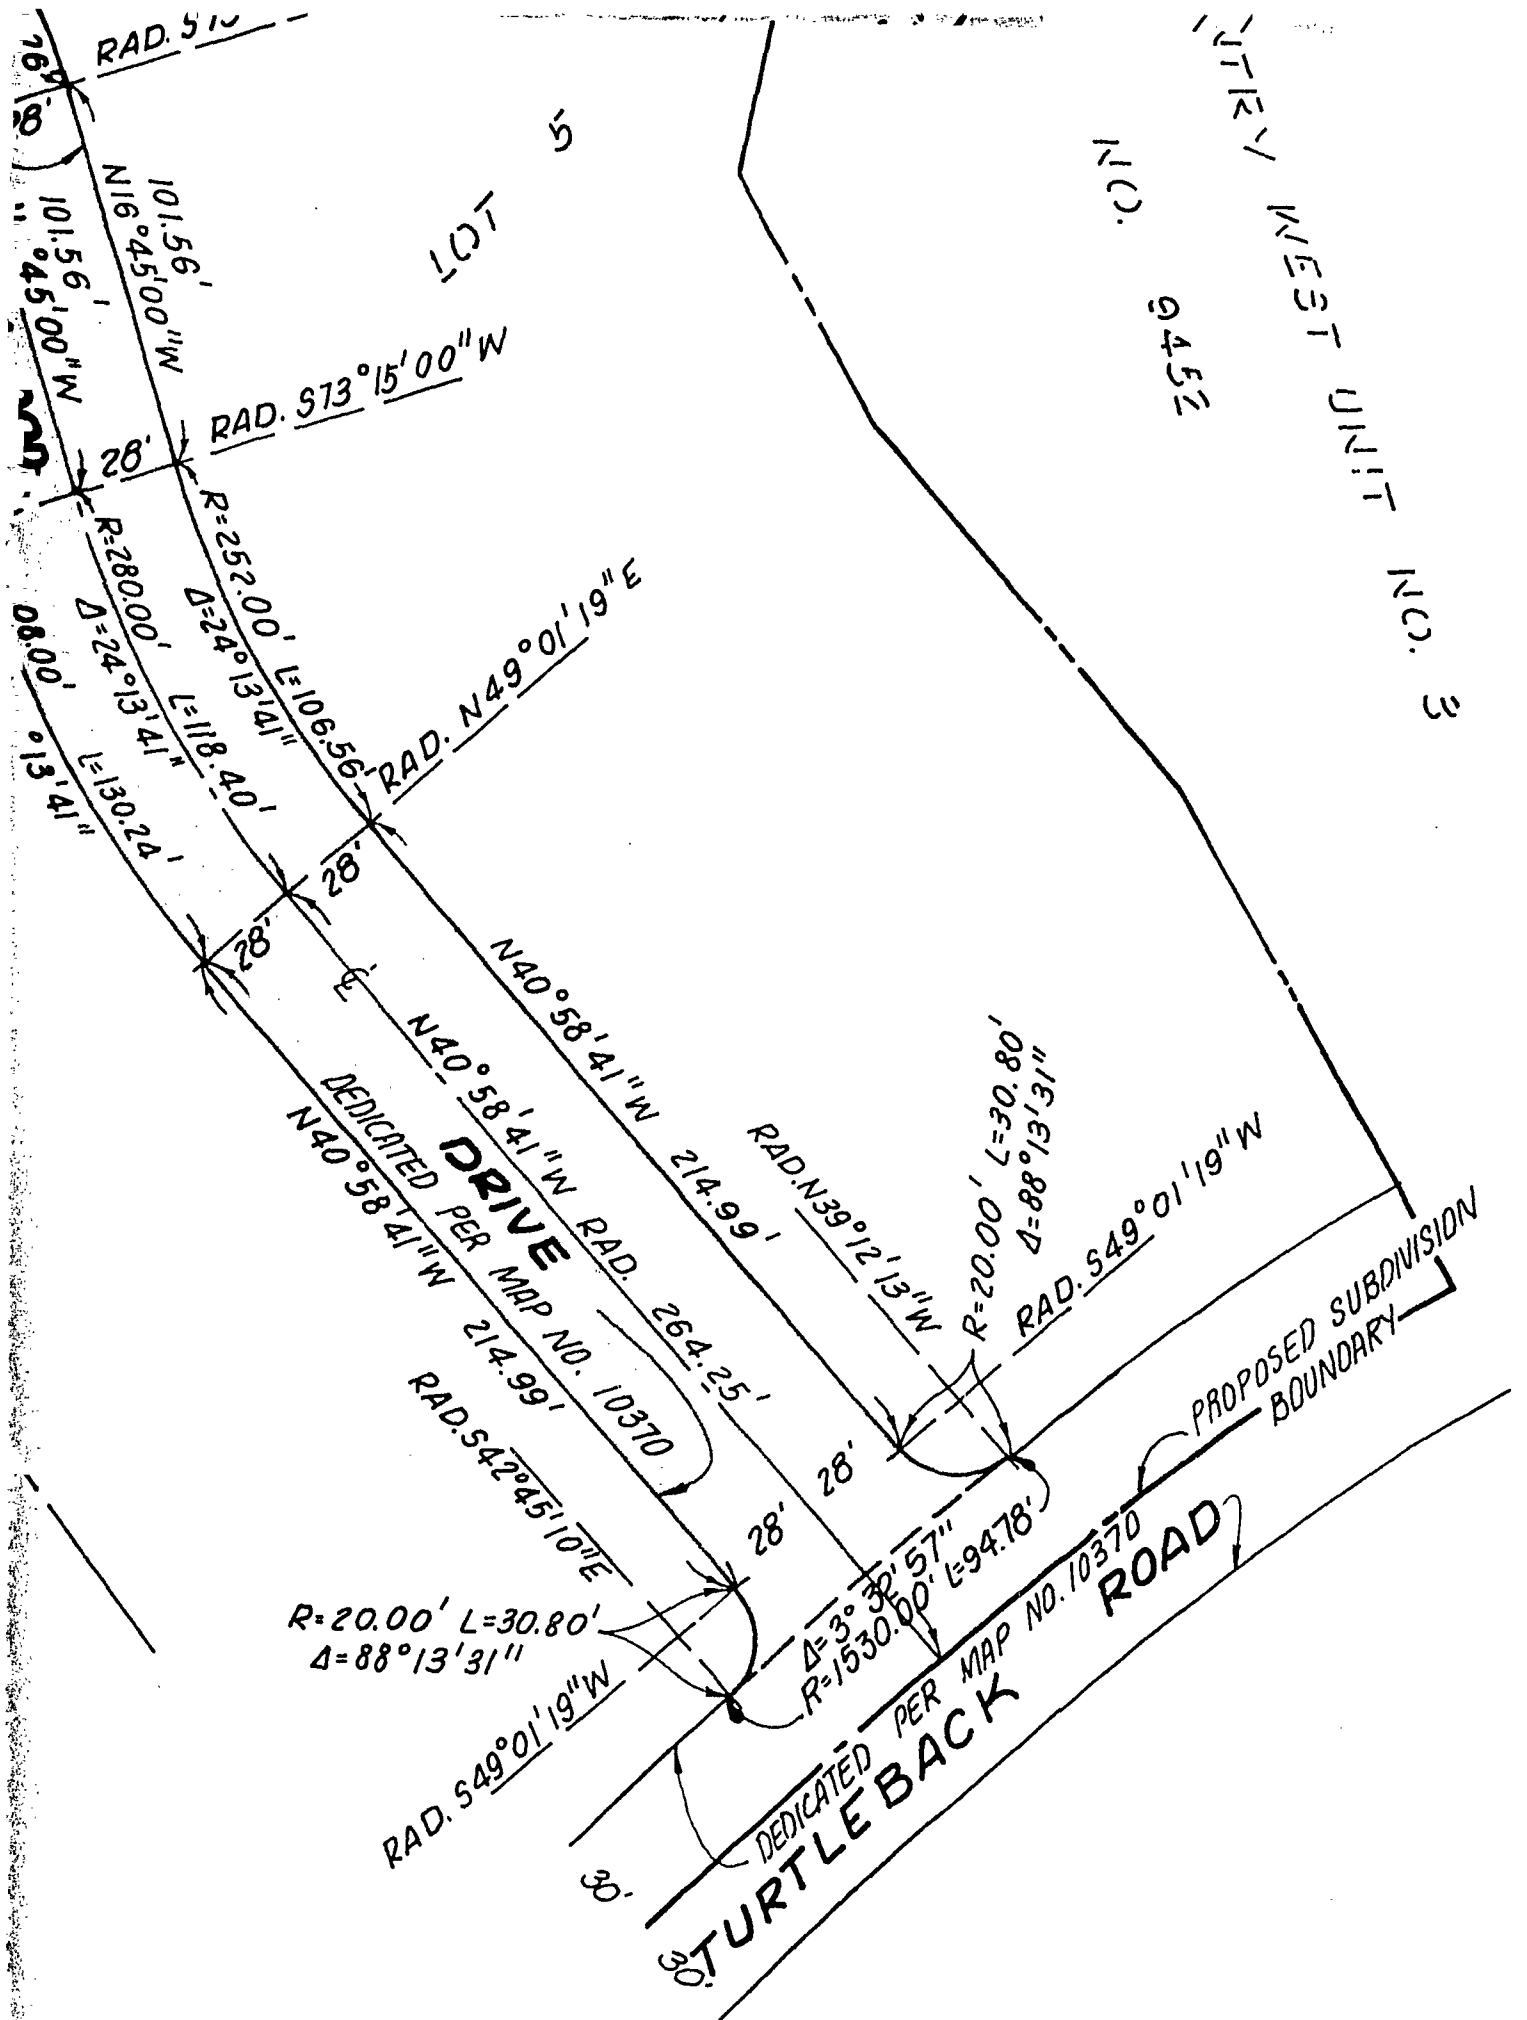 RAD.
28'
101.56'
N16°45'00"W
101.56'
°45'00"W
LOT 5
WEST UNIT NO. 3
NO. 9452
RAD. S73°15'00"W
28'
R=252.00' L=106.56'
Δ=24°13'41"
R=280.00' L=118.40'
Δ=24°13'41"
08.00' L=130.24'
°13'41"
RAD. N49°01'19"E
28'
28'
N40°58'41"W 214.99'
N40°58'41"W RAD. 264.25'
DRIVE
DEDICATED PER MAP NO. 10370
N40°58'41"W 214.99'
RAD. N39°12'13"W
R=20.00' L=30.80'
Δ=88°13'31"
RAD. S49°01'19"W
PROPOSED SUBDIVISION
BOUNDARY
RAD. S42°45'10"E
28'
28'
R=20.00' L=30.80'
Δ=88°13'31"
RAD. S49°01'19"W
Δ=3°32'57"
R=1530.00' L=94.78'
DEDICATED PER MAP NO. 10370
TURTLEBACK ROAD
30'
30'